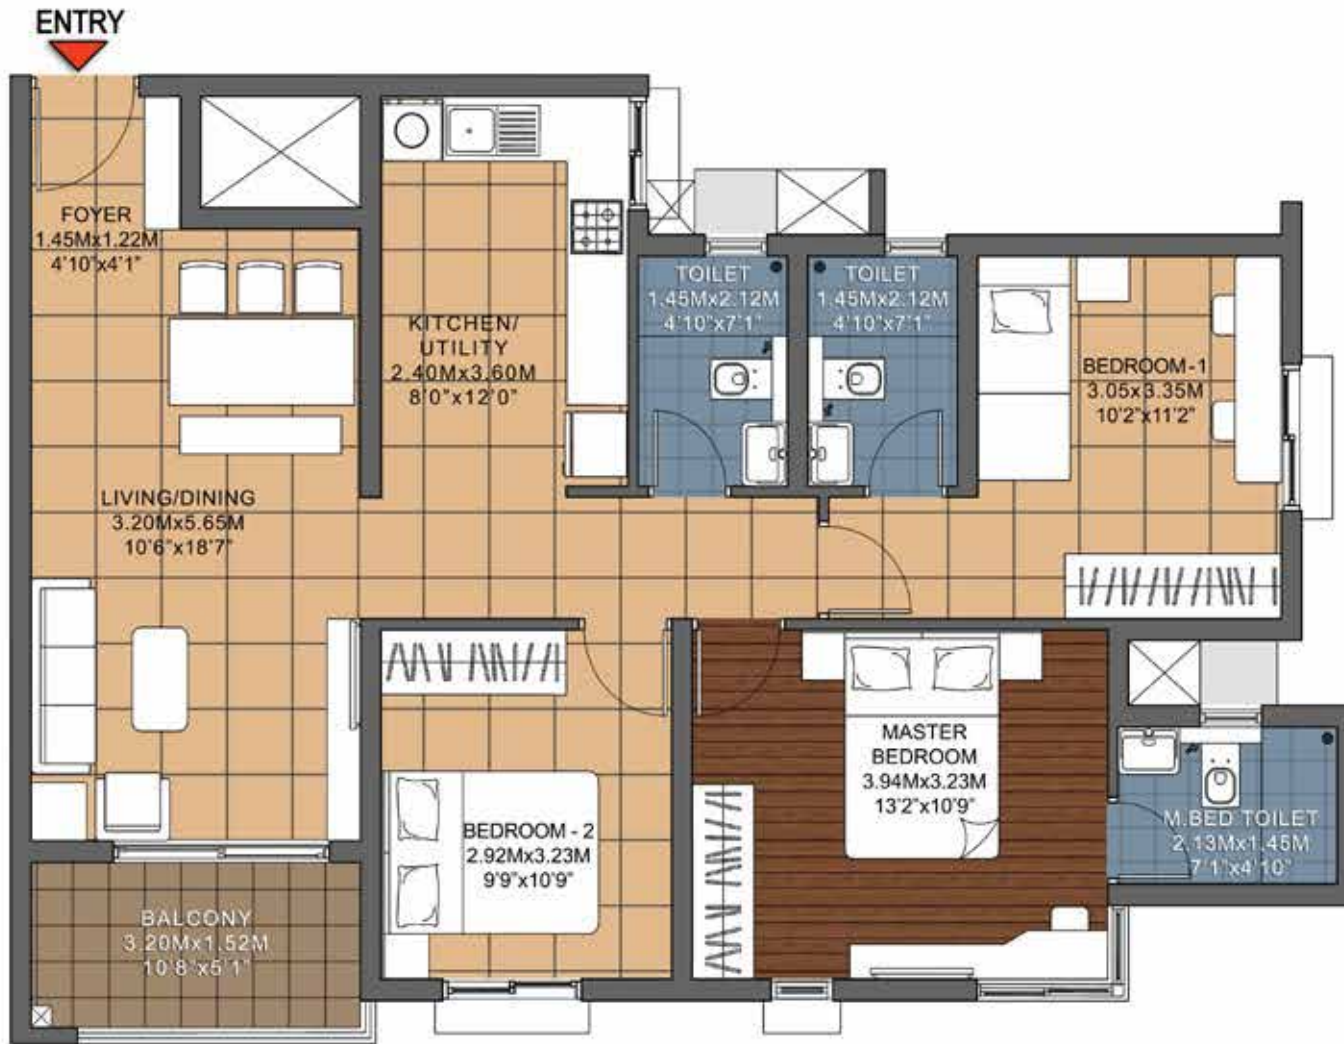 ENTRY
FOYER
1.45Mx1.22M
4'10"x4'1"
KITCHEN/
UTILITY
2.40Mx3.60M
8'0"x12'0"
TOILET
1.45Mx2.12M
4'10"x7'1"
TOILET
1.45Mx2.12M
4'10"x7'1"
BEDROOM-1
3.05x3.35M
10'2"x11'2"
LIVING/DINING
3.20Mx5.65M
10'6"x18'7"
BEDROOM - 2
2.92Mx3.23M
9'9"x10'9"
MASTER
BEDROOM
3.94Mx3.23M
13'2"x10'9"
M.BED TOILET
2.13Mx1.45M
7'1"x4'10"
BALCONY
3.20Mx1.52M
10'8"x5'1"